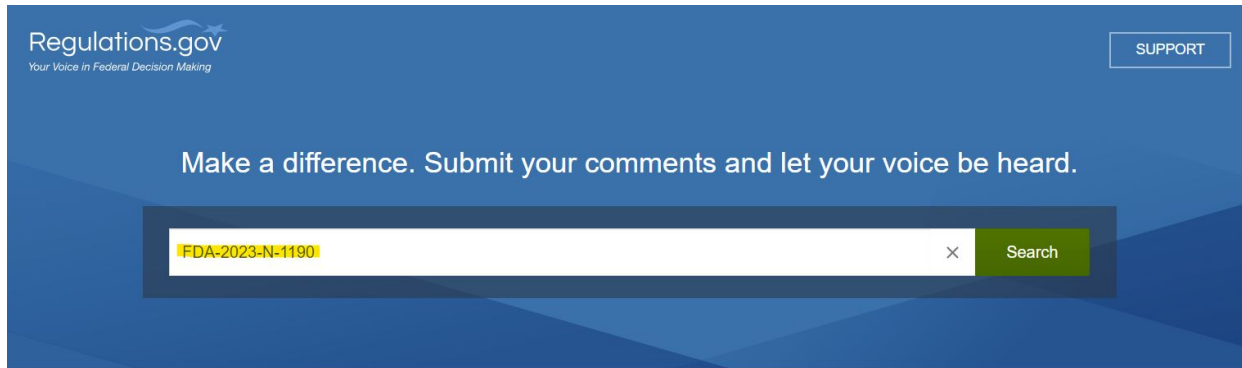 Regulations.gov
Your Voice in Federal Decision Making
SUPPORT
Make a difference. Submit your comments and let your voice be heard.
FDA-2023-N-1190
Search